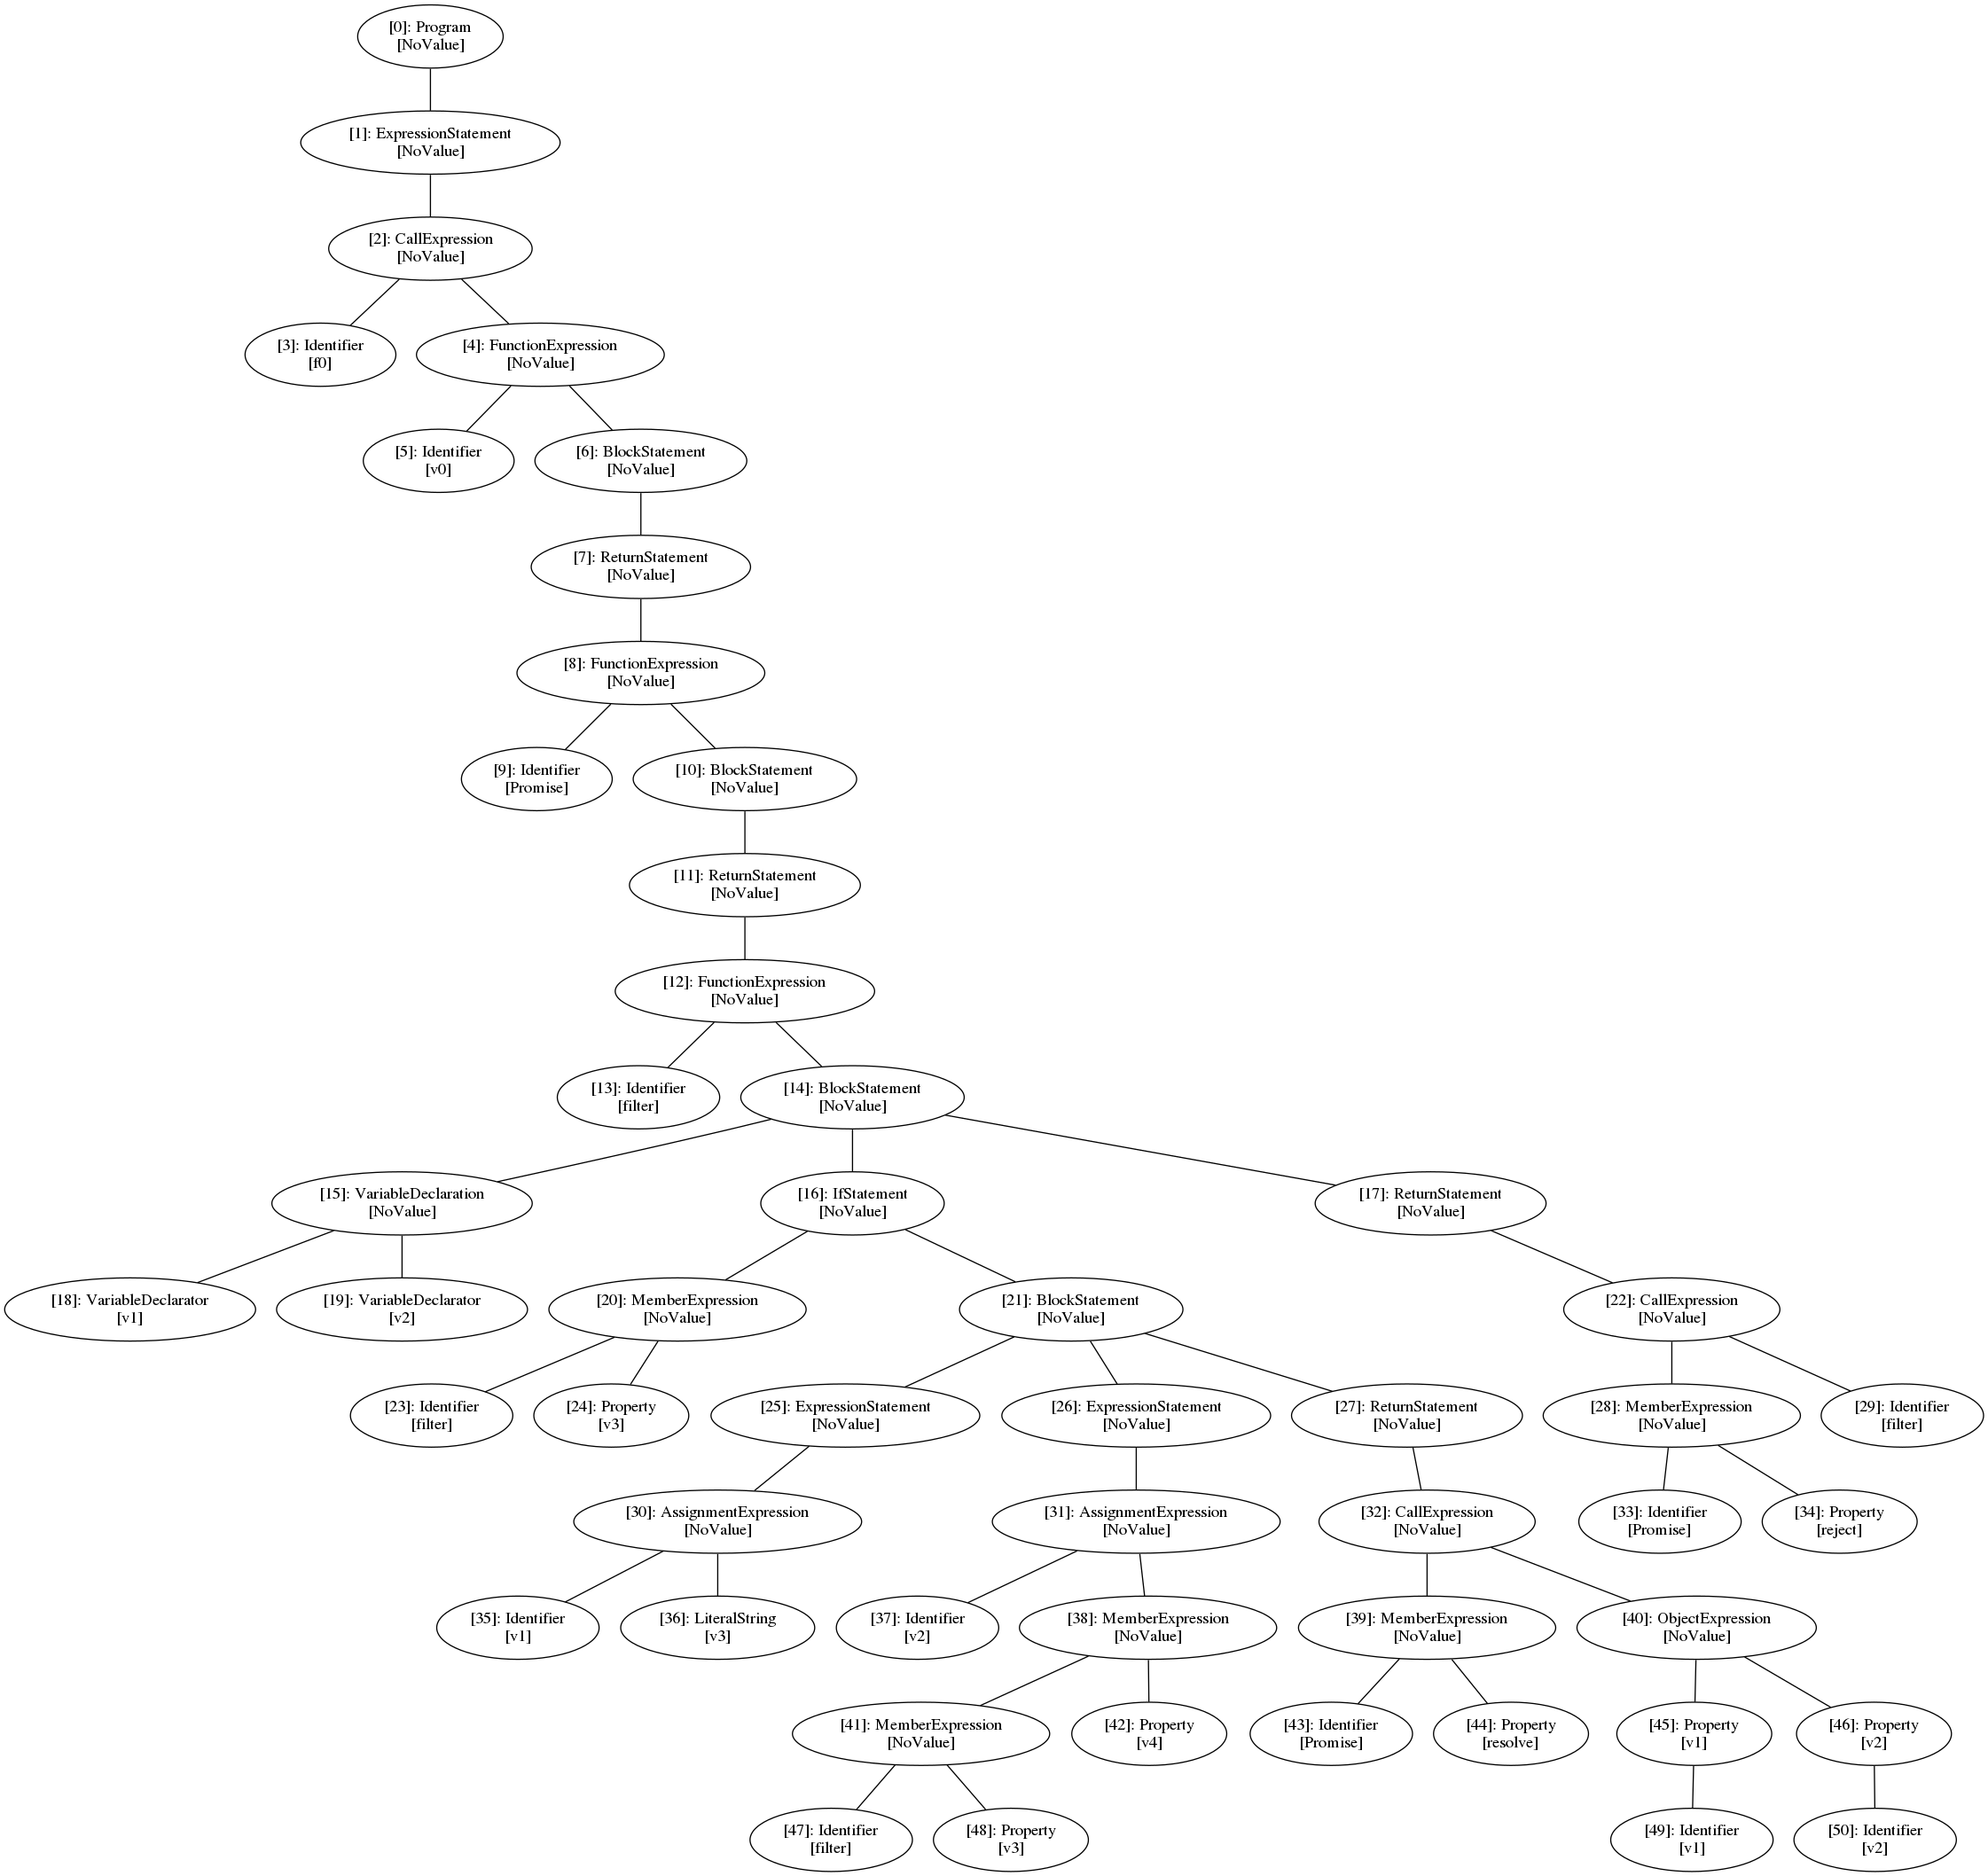 [0]: Program
[NoValue]
[1]: ExpressionStatement
[NoValue]
[2]: CallExpression
[NoValue]
[3]: Identifier
[f0]
[4]: FunctionExpression
[NoValue]
[5]: Identifier
[v0]
[6]: BlockStatement
[NoValue]
[7]: ReturnStatement
[NoValue]
[8]: FunctionExpression
[NoValue]
[9]: Identifier
[Promise]
[10]: BlockStatement
[NoValue]
[11]: ReturnStatement
[NoValue]
[12]: FunctionExpression
[NoValue]
[13]: Identifier
[filter]
[14]: BlockStatement
[NoValue]
[15]: VariableDeclaration
[NoValue]
[16]: IfStatement
[NoValue]
[17]: ReturnStatement
[NoValue]
[18]: VariableDeclarator
[v1]
[19]: VariableDeclarator
[v2]
[20]: MemberExpression
[NoValue]
[21]: BlockStatement
[NoValue]
[22]: CallExpression
[NoValue]
[23]: Identifier
[filter]
[24]: Property
[v3]
[25]: ExpressionStatement
[NoValue]
[26]: ExpressionStatement
[NoValue]
[27]: ReturnStatement
[NoValue]
[28]: MemberExpression
[NoValue]
[29]: Identifier
[filter]
[30]: AssignmentExpression
[NoValue]
[31]: AssignmentExpression
[NoValue]
[32]: CallExpression
[NoValue]
[33]: Identifier
[Promise]
[34]: Property
[reject]
[35]: Identifier
[v1]
[36]: LiteralString
[v3]
[37]: Identifier
[v2]
[38]: MemberExpression
[NoValue]
[39]: MemberExpression
[NoValue]
[40]: ObjectExpression
[NoValue]
[41]: MemberExpression
[NoValue]
[42]: Property
[v4]
[43]: Identifier
[Promise]
[44]: Property
[resolve]
[45]: Property
[v1]
[46]: Property
[v2]
[47]: Identifier
[filter]
[48]: Property
[v3]
[49]: Identifier
[v1]
[50]: Identifier
[v2]